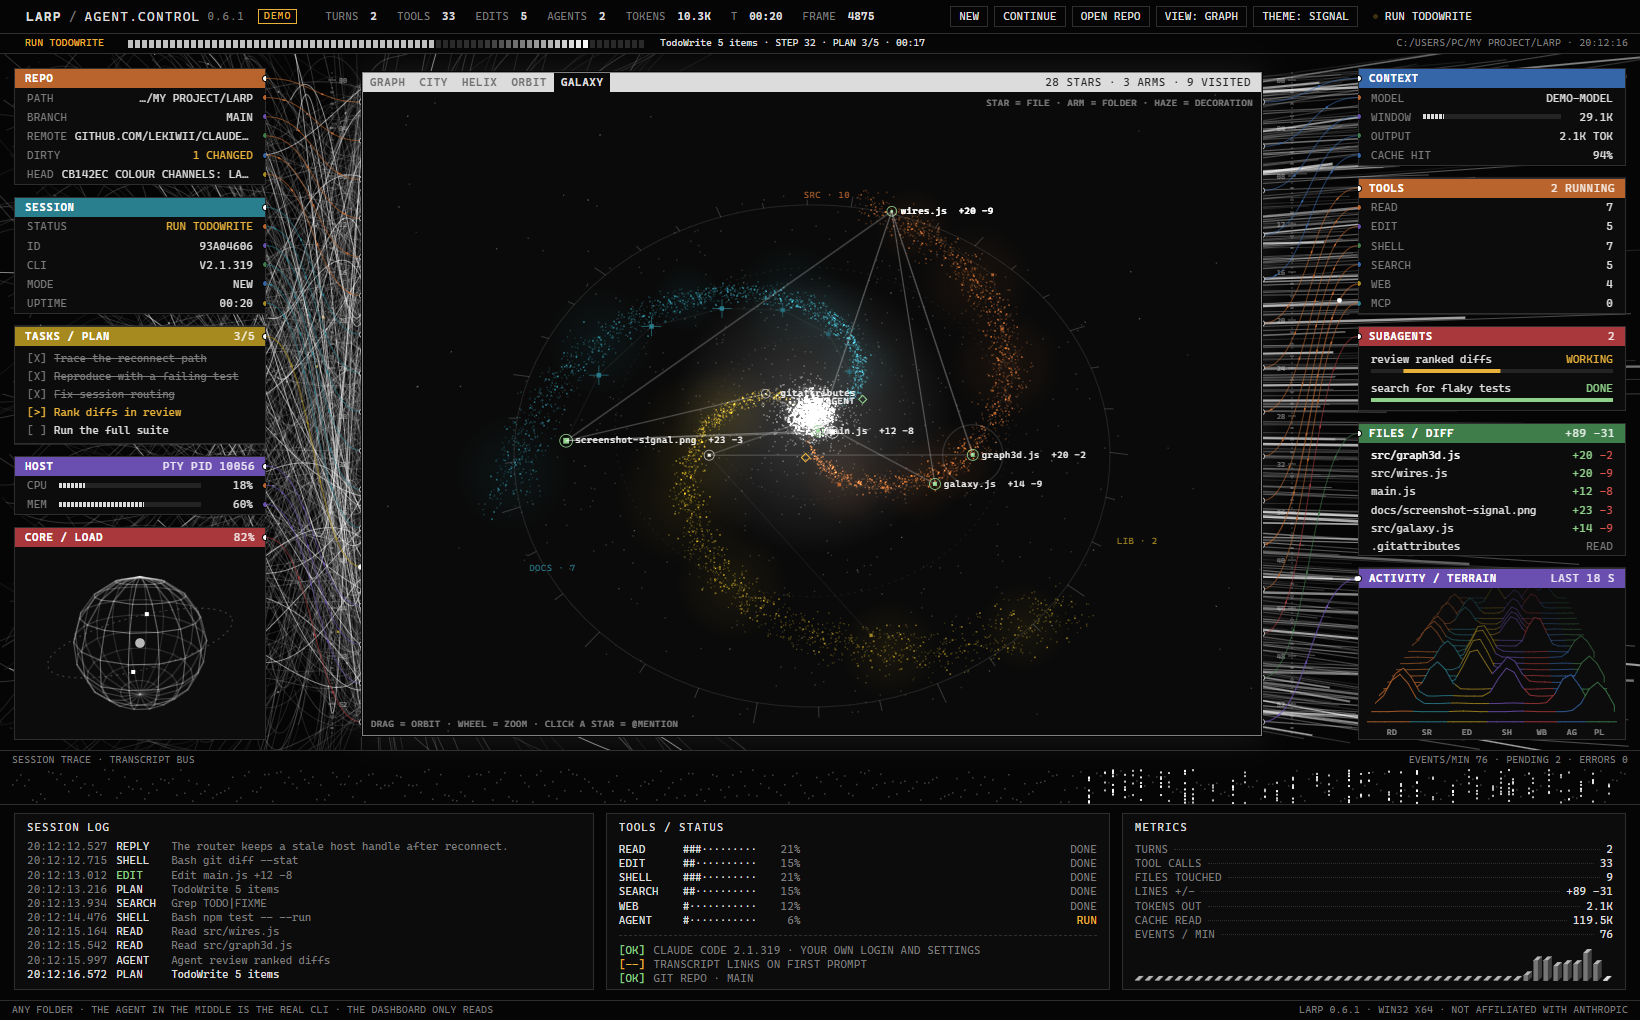 LARP / AGENT.CONTROL 0.6.1 DEMO TURNS 2 TOOLS 33 EDITS 5 AGENTS 2 TOKENS 10.3K T 00:20 FRAME 4875 NEW CONTINUE OPEN REPO VIEW: GRAPH THEME: SIGNAL RUN TODOWRITE
RUN TODOWRITE TodoWrite 5 items · STEP 32 · PLAN 3/5 · 00:17 C:/USERS/PC/MY PROJECT/LARP · 20:12:16
REPO
PATH …/MY PROJECT/LARP
BRANCH MAIN
REMOTE GITHUB.COM/LEKIWII/CLAUDE…
DIRTY 1 CHANGED
HEAD CB142EC COLOUR CHANNELS: LA…
SESSION
STATUS RUN TODOWRITE
ID 93A04606
CLI V2.1.319
MODE NEW
UPTIME 00:20
TASKS / PLAN 3/5
[X] Trace the reconnect path
[X] Reproduce with a failing test
[X] Fix session routing
[>] Rank diffs in review
[ ] Run the full suite
HOST PTY PID 10056
CPU 18%
MEM 60%
CORE / LOAD 82%
GRAPH CITY HELIX ORBIT GALAXY 28 STARS · 3 ARMS · 9 VISITED
STAR = FILE · ARM = FOLDER · HAZE = DECORATION
SRC · 10
wires.js +20 −9
gitattributes
AGENT
main.js +12 −8
screenshot-signal.png +23 −3
graph3d.js +20 −2
galaxy.js +14 −9
LIB · 2
DOCS · 7
DRAG = ORBIT · WHEEL = ZOOM · CLICK A STAR = @MENTION
CONTEXT
MODEL DEMO-MODEL
WINDOW 29.1K
OUTPUT 2.1K TOK
CACHE HIT 94%
TOOLS 2 RUNNING
READ 7
EDIT 5
SHELL 7
SEARCH 5
WEB 4
MCP 0
SUBAGENTS 2
review ranked diffs WORKING
search for flaky tests DONE
FILES / DIFF +89 −31
src/graph3d.js +20 −2
src/wires.js +20 −9
main.js +12 −8
docs/screenshot-signal.png +23 −3
src/galaxy.js +14 −9
.gitattributes READ
ACTIVITY / TERRAIN LAST 18 S
RD SR ED SH WB AG PL
SESSION TRACE · TRANSCRIPT BUS EVENTS/MIN 76 · PENDING 2 · ERRORS 0
SESSION LOG
20:12:12.527 REPLY The router keeps a stale host handle after reconnect.
20:12:12.715 SHELL Bash git diff --stat
20:12:13.012 EDIT Edit main.js +12 −8
20:12:13.216 PLAN TodoWrite 5 items
20:12:13.934 SEARCH Grep TODO|FIXME
20:12:14.476 SHELL Bash npm test -- --run
20:12:15.164 READ Read src/wires.js
20:12:15.542 READ Read src/graph3d.js
20:12:15.997 AGENT Agent review ranked diffs
20:12:16.572 PLAN TodoWrite 5 items
TOOLS / STATUS
READ ###········· 21% DONE
EDIT ##·········· 15% DONE
SHELL ###········· 21% DONE
SEARCH ##·········· 15% DONE
WEB #··········· 12% DONE
AGENT #··········· 6% RUN
[OK] CLAUDE CODE 2.1.319 · YOUR OWN LOGIN AND SETTINGS
[--] TRANSCRIPT LINKS ON FIRST PROMPT
[OK] GIT REPO · MAIN
METRICS
TURNS 2
TOOL CALLS 33
FILES TOUCHED 9
LINES +/− +89 −31
TOKENS OUT 2.1K
CACHE READ 119.5K
EVENTS / MIN 76
ANY FOLDER · THE AGENT IN THE MIDDLE IS THE REAL CLI · THE DASHBOARD ONLY READS LARP 0.6.1 · WIN32 X64 · NOT AFFILIATED WITH ANTHROPIC